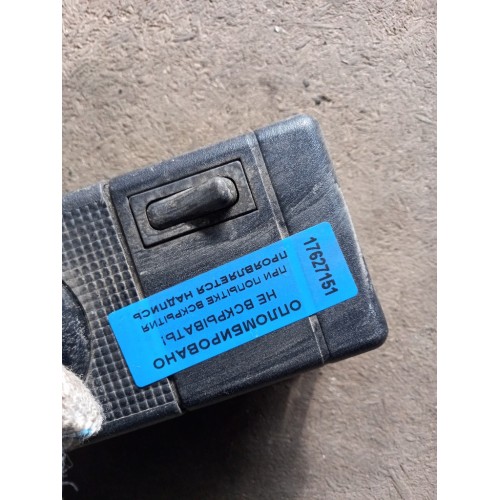 ОПЛОМБИРОВАНО
НЕ ВСКРЫВАТЬ!
ПРИ ПОПЫТКЕ ВСКРЫТИЯ
ПРОЯВЛЯЕТСЯ НАДПИСЬ
17627151